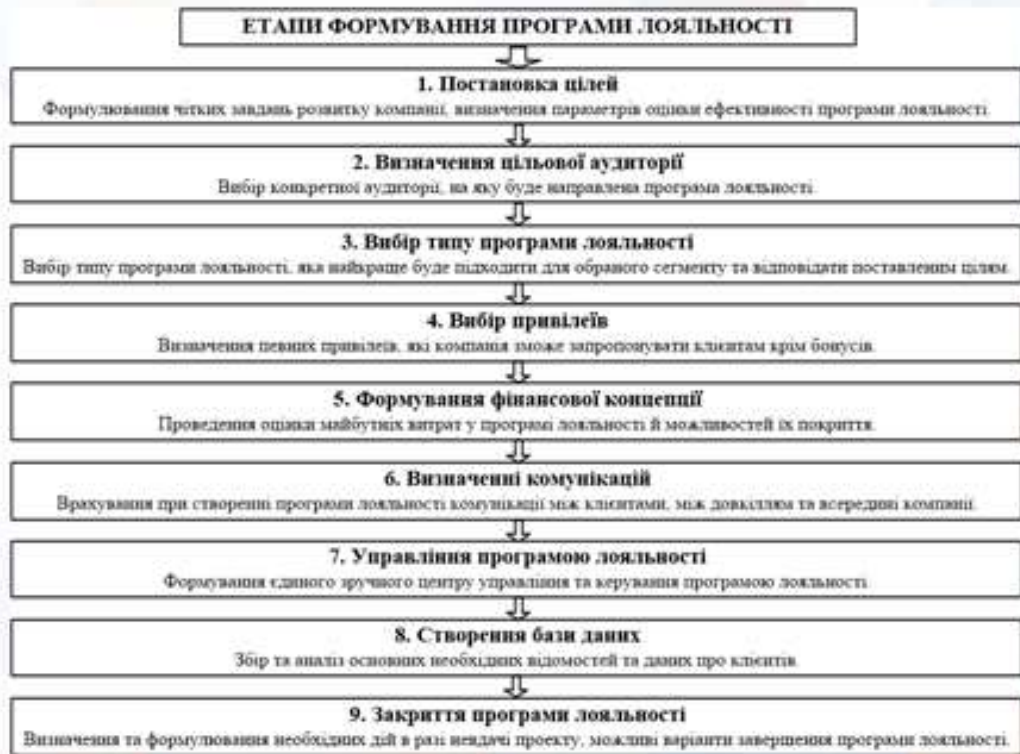 ЕТАПИ ФОРМУВАННЯ ПРОГРАМИ ЛОЯЛЬНОСТІ
1. Постановка цілей
Формулювання чітких завдань розвитку компанії, визначення параметрів оцінки ефективності програми лояльності.
2. Визначення цільової аудиторії
Вибір конкретної аудиторії, на яку буде направлена програма лояльності.
3. Вибір типу програми лояльності
Вибір типу програми лояльності, яка найкраще буде підходити для обраного сегменту та відповідати поставленим цілям.
4. Вибір привілеїв
Визначення певних привілеїв, які компанія зможе запропонувати клієнтам крім бонусів.
5. Формування фінансової концепції
Проведення оцінки майбутніх витрат у програмі лояльності й можливостей їх покриття.
6. Визначенні комунікацій
Врахування при створенні програми лояльності комунікації між клієнтами, між довкіллям та всередині компанії.
7. Управління програмою лояльності
Формування єдиного зручного центру управління та керування програмою лояльності.
8. Створення бази даних
Збір та аналіз основних необхідних відомостей та даних про клієнтів.
9. Закриття програми лояльності
Визначення та формулювання необхідних дій в разі невдачі проекту, можливі варіанти завершення програми лояльності.